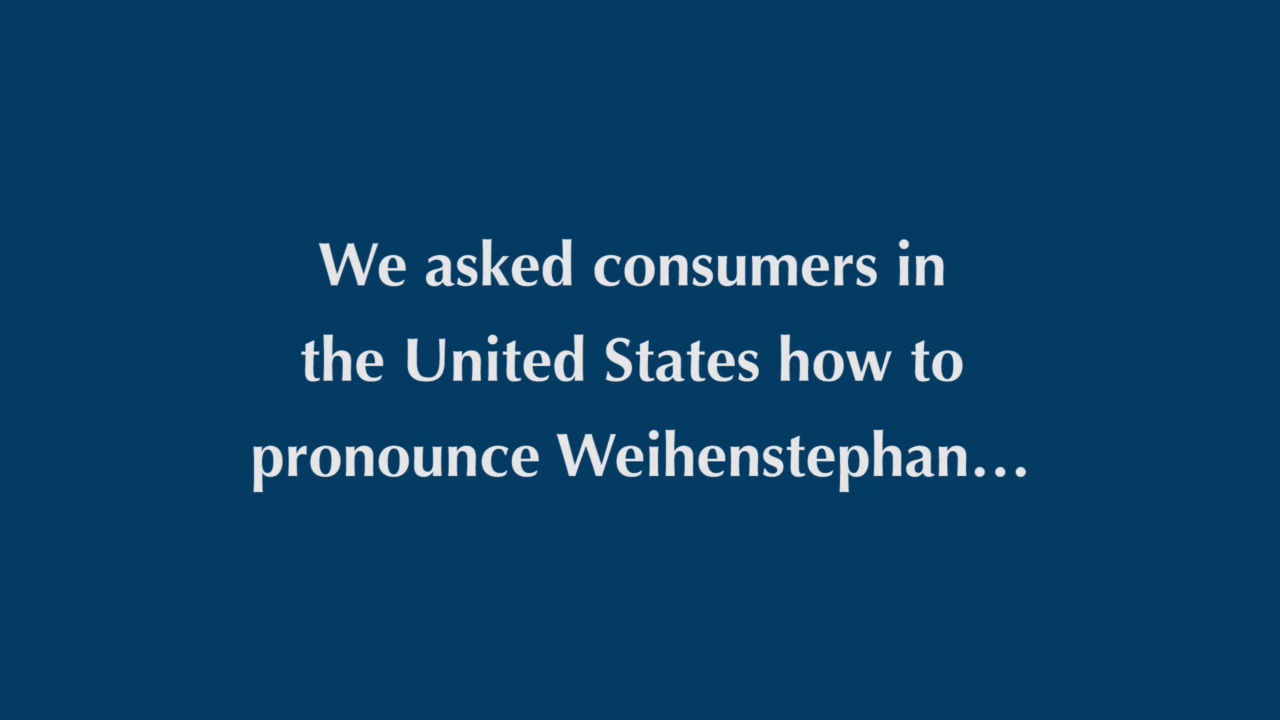 We asked consumers in
the United States how to
pronounce Weihenstephan…